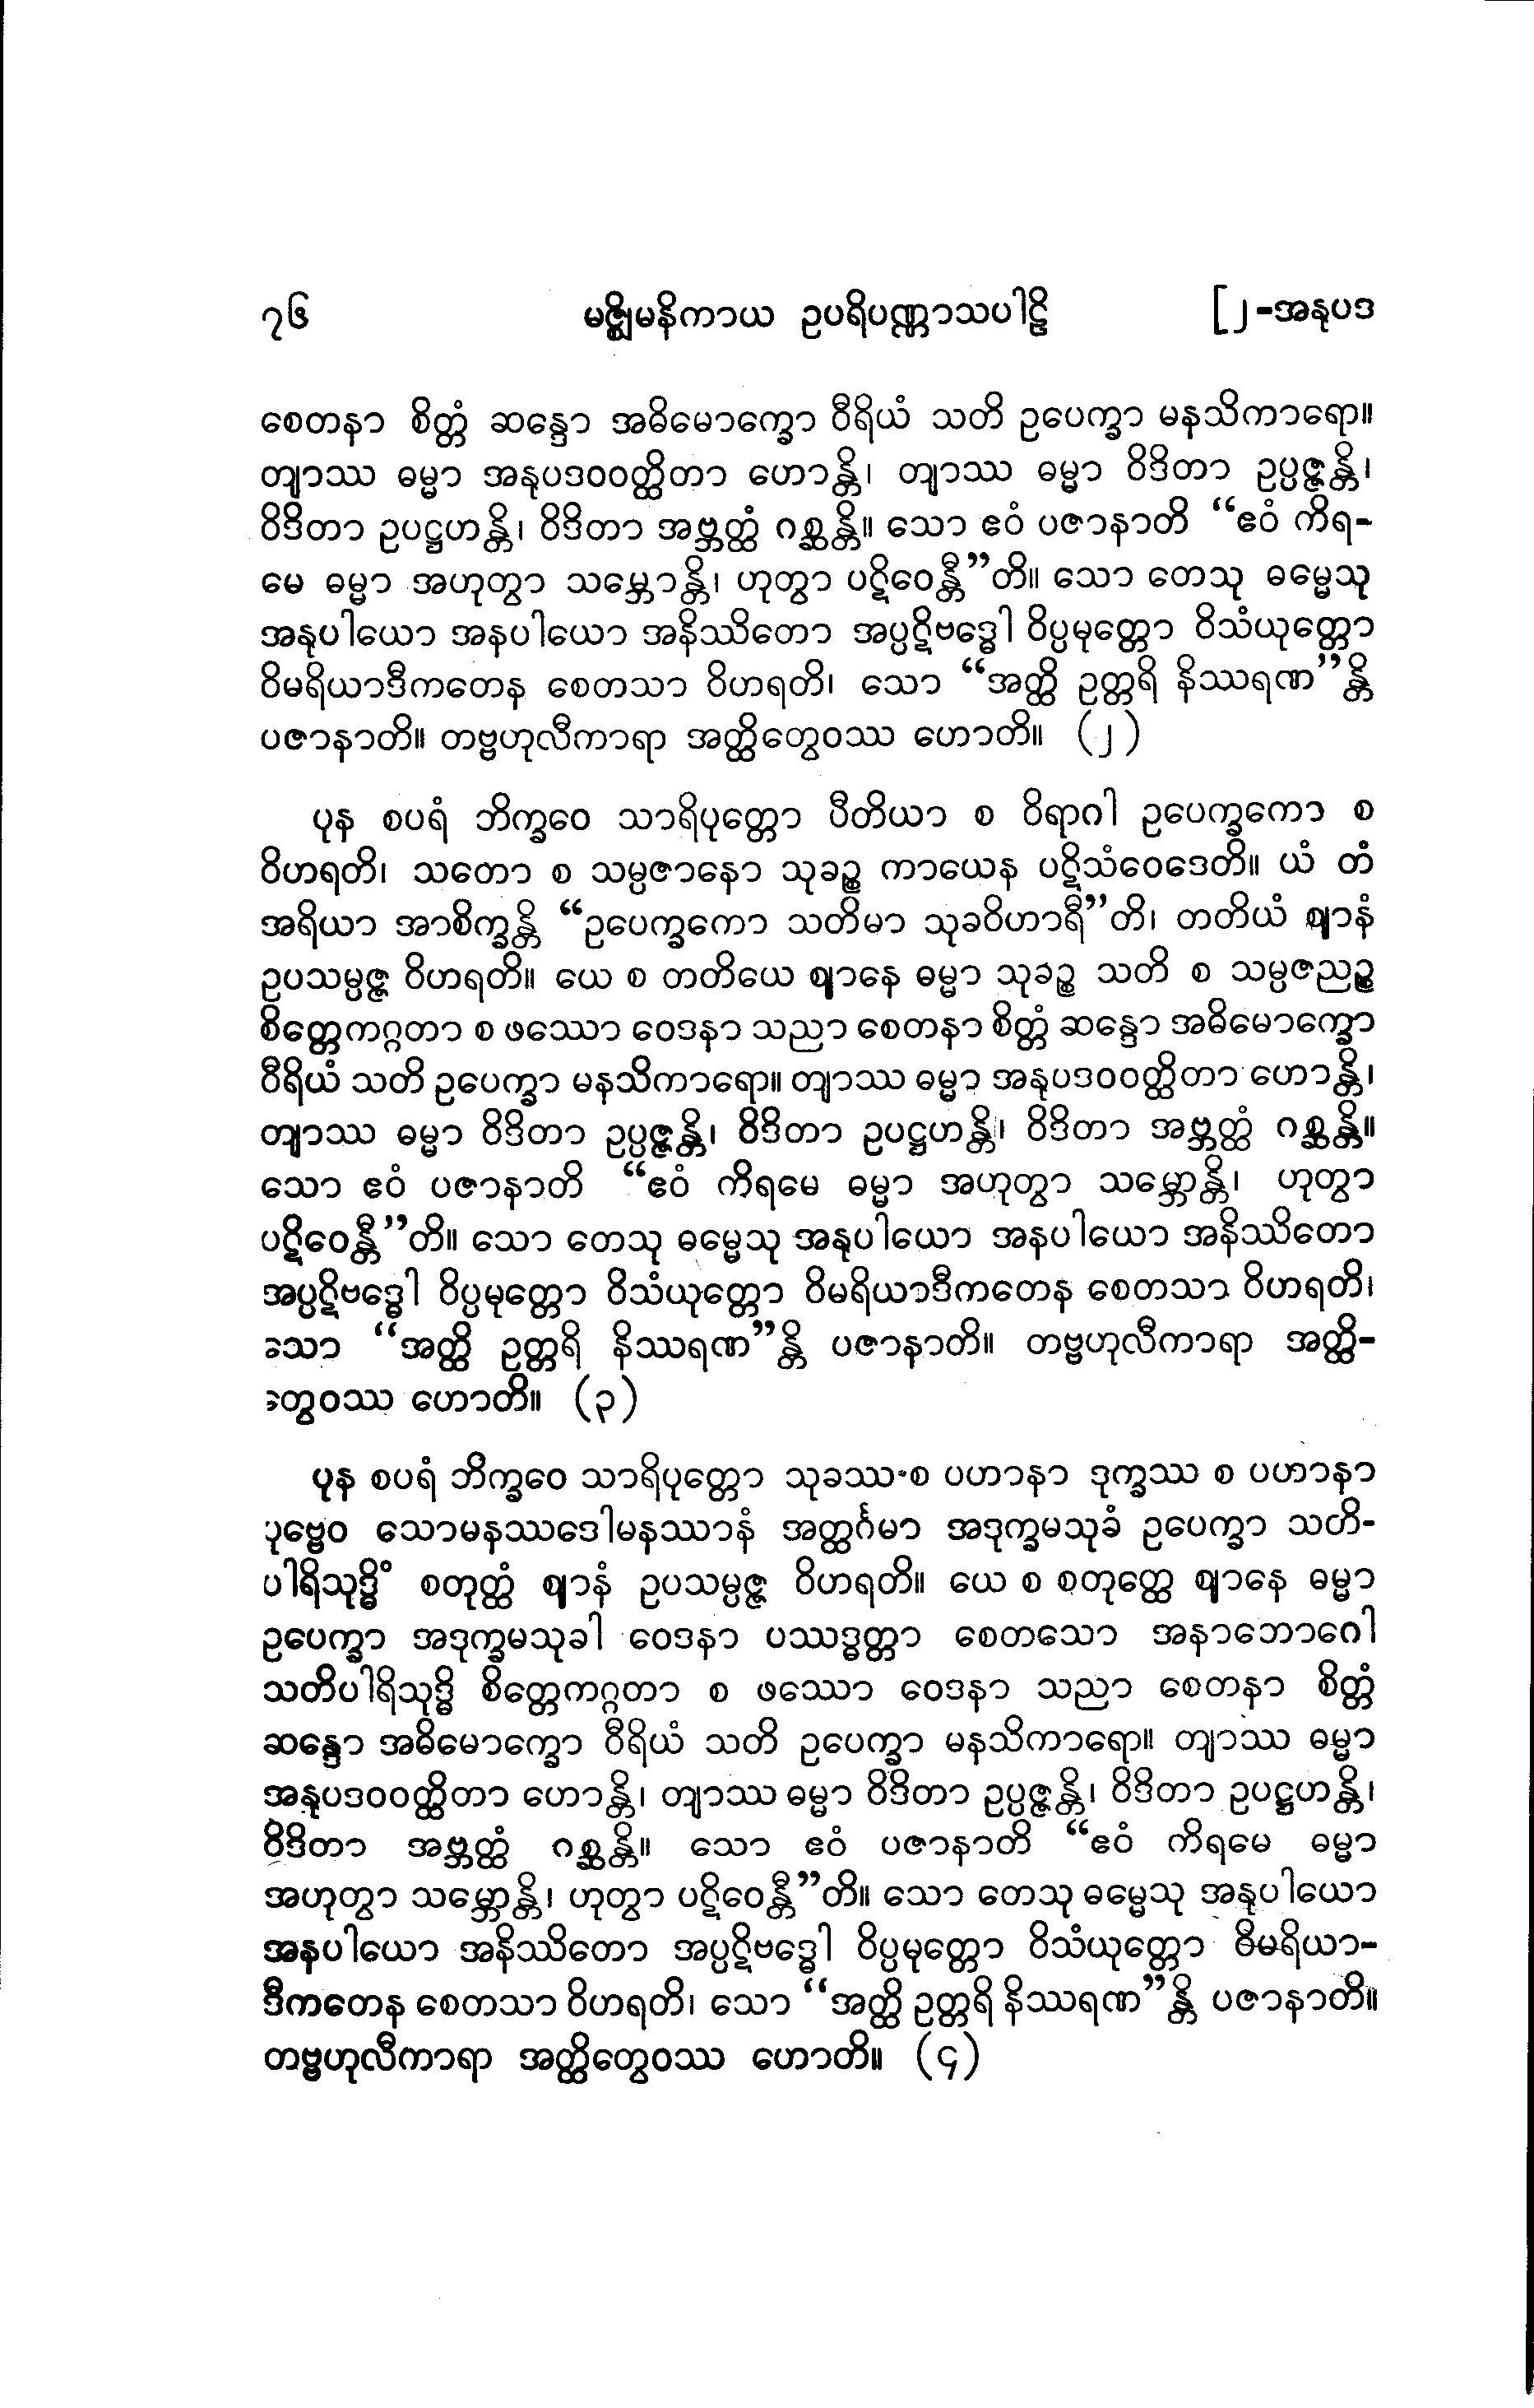 ၇၆ မဇ္ဈိမနိကာယ ဥပရိပဏ္ဏာသပါဠိ [၂-အနုပဒ
စေတနာ စိတ္တံ ဆန္ဒော အဓိမောက္ခော ဝီရိယံ သတိ ဥပေက္ခာ မနသိကာရော။
တျာဿ ဓမ္မာ အနုပဒဝဝတ္ထိတာ ဟောန္တိ၊ တျာဿ ဓမ္မာ ဝိဒိတာ ဥပ္ပဇ္ဇန္တိ၊
ဝိဒိတာ ဥပဋ္ဌဟန္တိ၊ ဝိဒိတာ အဗ္ဘတ္ထံ ဂစ္ဆန္တိ။ သော ဧဝံ ပဇာနာတိ “ဧဝံ ကိရ-
မေ ဓမ္မာ အဟုတွာ သမ္ဘောန္တိ၊ ဟုတွာ ပဋိဝေန္တီ”တိ။ သော တေသု ဓမ္မေသု
အနုပါယော အနပါယော အနိဿိတော အပ္ပဋိဗဒ္ဓေါ ဝိပ္ပမုတ္တော ဝိသံယုတ္တော
ဝိမရိယာဒီကတေန စေတသာ ဝိဟရတိ၊ သော “အတ္ထိ ဥတ္တရိ နိဿရဏ”န္တိ
ပဇာနာတိ။ တဗ္ဗဟုလီကာရာ အတ္ထိတွေဝဿ ဟောတိ။ (၂)
ပုန စပရံ ဘိက္ခဝေ သာရိပုတ္တော ပီတိယာ စ ဝိရာဂါ ဥပေက္ခကော စ
ဝိဟရတိ၊ သတော စ သမ္ပဇာနော သုခဉ္စ ကာယေန ပဋိသံဝေဒေတိ။ ယံ တံ
အရိယာ အာစိက္ခန္တိ “ဥပေက္ခကော သတိမာ သုခဝိဟာရီ”တိ၊ တတိယံ ဈာနံ
ဥပသမ္ပဇ္ဇ ဝိဟရတိ။ ယေ စ တတိယေ ဈာနေ ဓမ္မာ သုခဉ္စ သတိ စ သမ္ပဇညဉ္စ
စိတ္တေကဂ္ဂတာ စ ဖဿော ဝေဒနာ သညာ စေတနာ စိတ္တံ ဆန္ဒော အဓိမောက္ခော
ဝီရိယံ သတိ ဥပေက္ခာ မနသိကာရော။ တျာဿ ဓမ္မာ အနုပဒဝဝတ္ထိတာ ဟောန္တိ၊
တျာဿ ဓမ္မာ ဝိဒိတာ ဥပ္ပဇ္ဇန္တိ၊ ဝိဒိတာ ဥပဋ္ဌဟန္တိ၊ ဝိဒိတာ အဗ္ဘတ္ထံ ဂစ္ဆန္တိ။
သော ဧဝံ ပဇာနာတိ “ဧဝံ ကိရမေ ဓမ္မာ အဟုတွာ သမ္ဘောန္တိ၊ ဟုတွာ
ပဋိဝေန္တီ”တိ။ သော တေသု ဓမ္မေသု အနုပါယော အနပါယော အနိဿိတော
အပ္ပဋိဗဒ္ဓေါ ဝိပ္ပမုတ္တော ဝိသံယုတ္တော ဝိမရိယာဒီကတေန စေတသာ ဝိဟရတိ၊
သော “အတ္ထိ ဥတ္တရိ နိဿရဏ”န္တိ ပဇာနာတိ။ တဗ္ဗဟုလီကာရာ အတ္ထိ-
တွေဝဿ ဟောတိ။ (၃)
ပုန စပရံ ဘိက္ခဝေ သာရိပုတ္တော သုခဿ စ ပဟာနာ ဒုက္ခဿ စ ပဟာနာ
ပုဗ္ဗေဝ သောမနဿဒေါမနဿာနံ အတ္ထင်္ဂမာ အဒုက္ခမသုခံ ဥပေက္ခာ သတိ-
ပါရိသုဒ္ဓိံ စတုတ္ထံ ဈာနံ ဥပသမ္ပဇ္ဇ ဝိဟရတိ။ ယေ စ စတုတ္ထေ ဈာနေ ဓမ္မာ
ဥပေက္ခာ အဒုက္ခမသုခါ ဝေဒနာ ပဿဒ္ဓတ္တာ စေတသော အနာဘောဂေါ
သတိပါရိသုဒ္ဓိ စိတ္တေကဂ္ဂတာ စ ဖဿော ဝေဒနာ သညာ စေတနာ စိတ္တံ
ဆန္ဒော အဓိမောက္ခော ဝီရိယံ သတိ ဥပေက္ခာ မနသိကာရော။ တျာဿ ဓမ္မာ
အနုပဒဝဝတ္ထိတာ ဟောန္တိ၊ တျာဿ ဓမ္မာ ဝိဒိတာ ဥပ္ပဇ္ဇန္တိ၊ ဝိဒိတာ ဥပဋ္ဌဟန္တိ၊
ဝိဒိတာ အဗ္ဘတ္ထံ ဂစ္ဆန္တိ။ သော ဧဝံ ပဇာနာတိ “ဧဝံ ကိရမေ ဓမ္မာ
အဟုတွာ သမ္ဘောန္တိ၊ ဟုတွာ ပဋိဝေန္တီ”တိ။ သော တေသု ဓမ္မေသု အနုပါယော
အနပါယော အနိဿိတော အပ္ပဋိဗဒ္ဓေါ ဝိပ္ပမုတ္တော ဝိသံယုတ္တော ဝိမရိယာ-
ဒီကတေန စေတသာ ဝိဟရတိ၊ သော “အတ္ထိ ဥတ္တရိ နိဿရဏ”န္တိ ပဇာနာတိ။
တဗ္ဗဟုလီကာရာ အတ္ထိတွေဝဿ ဟောတိ။ (၄)